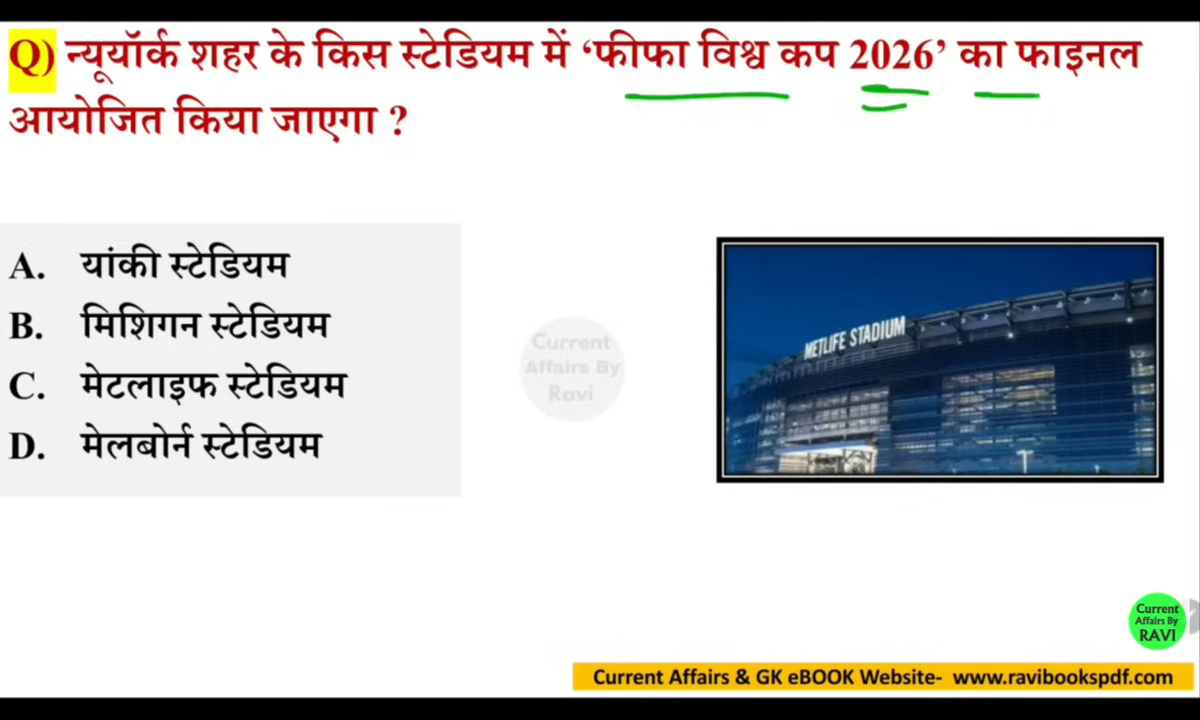 Q) न्यूयॉर्क शहर के किस स्टेडियम में ‘फीफा विश्व कप 2026’ का फाइनल
आयोजित किया जाएगा ?
A. यांकी स्टेडियम
B. मिशिगन स्टेडियम
C. मेटलाइफ स्टेडियम
D. मेलबोर्न स्टेडियम
METLIFE STADIUM
Current
Affairs By
Ravi
Current
Affairs By
RAVI
Current Affairs & GK eBOOK Website- www.ravibookspdf.com